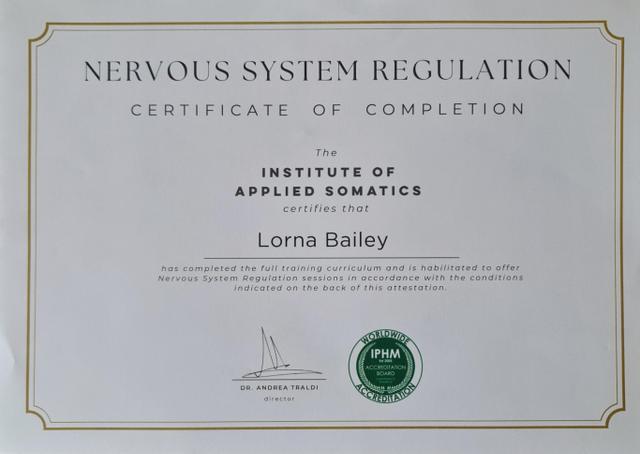 NERVOUS SYSTEM REGULATION
CERTIFICATE OF COMPLETION
The
INSTITUTE OF
APPLIED SOMATICS
certifies that
Lorna Bailey
has completed the full training curriculum and is habilitated to offer
Nervous System Regulation sessions in accordance with the conditions
indicated on the back of this attestation.
DR. ANDREA TRALDI
director
WORLDWIDE
IPHM
ACCREDITATION
BOARD
ACCREDITATION